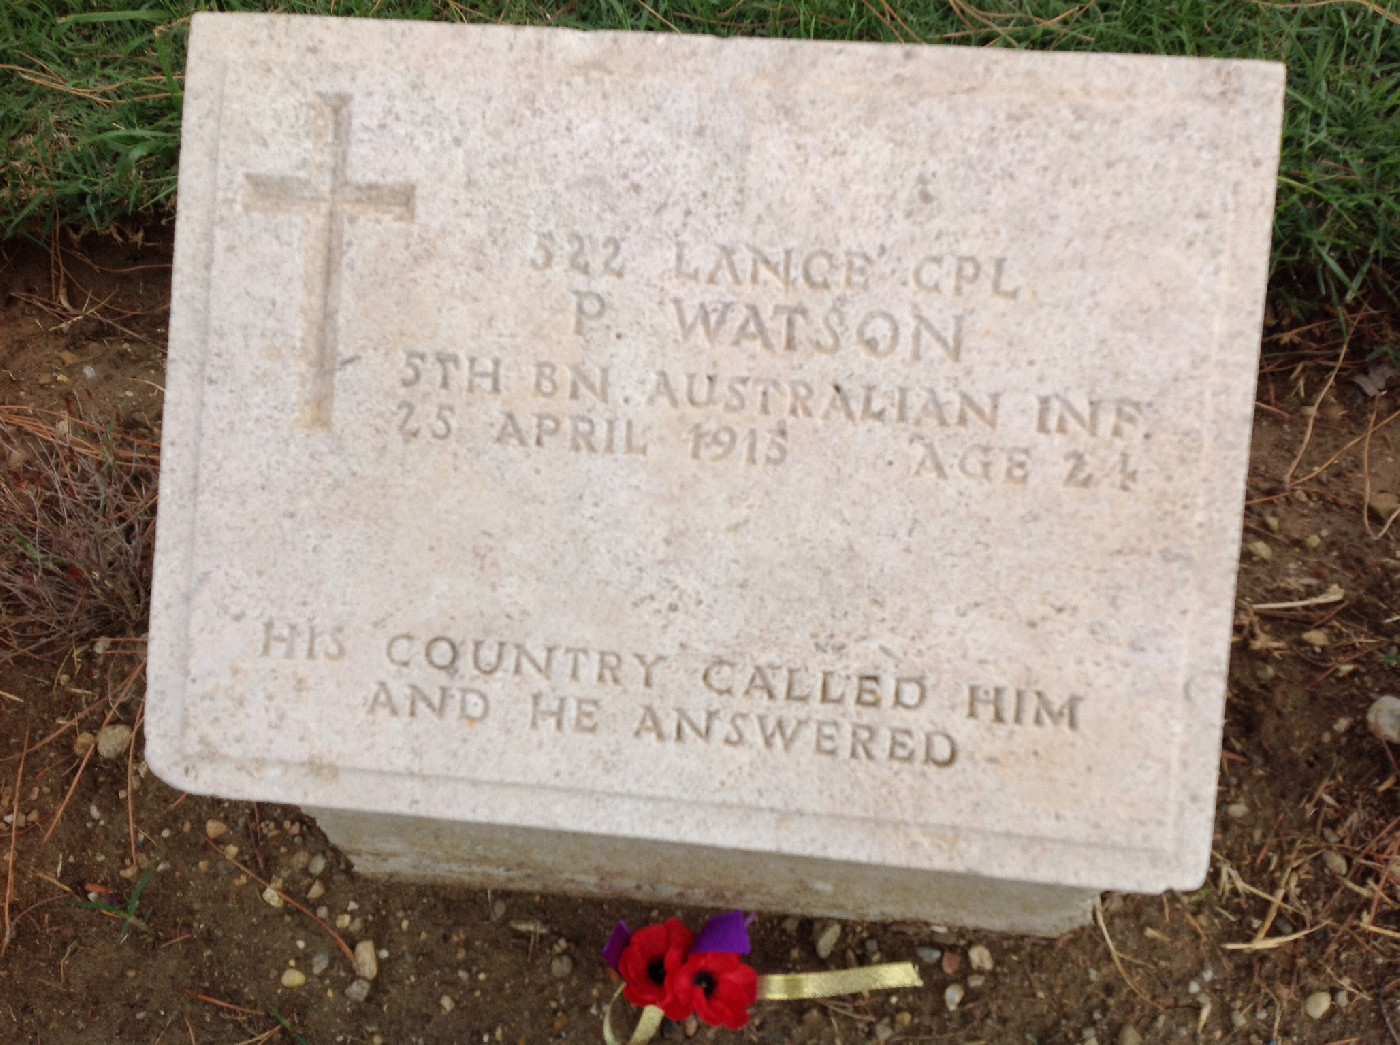 522 LANCE CPL.
P. WATSON
5TH BN. AUSTRALIAN INF.
25 APRIL 1915 AGE 24
HIS COUNTRY CALLED HIM
AND HE ANSWERED